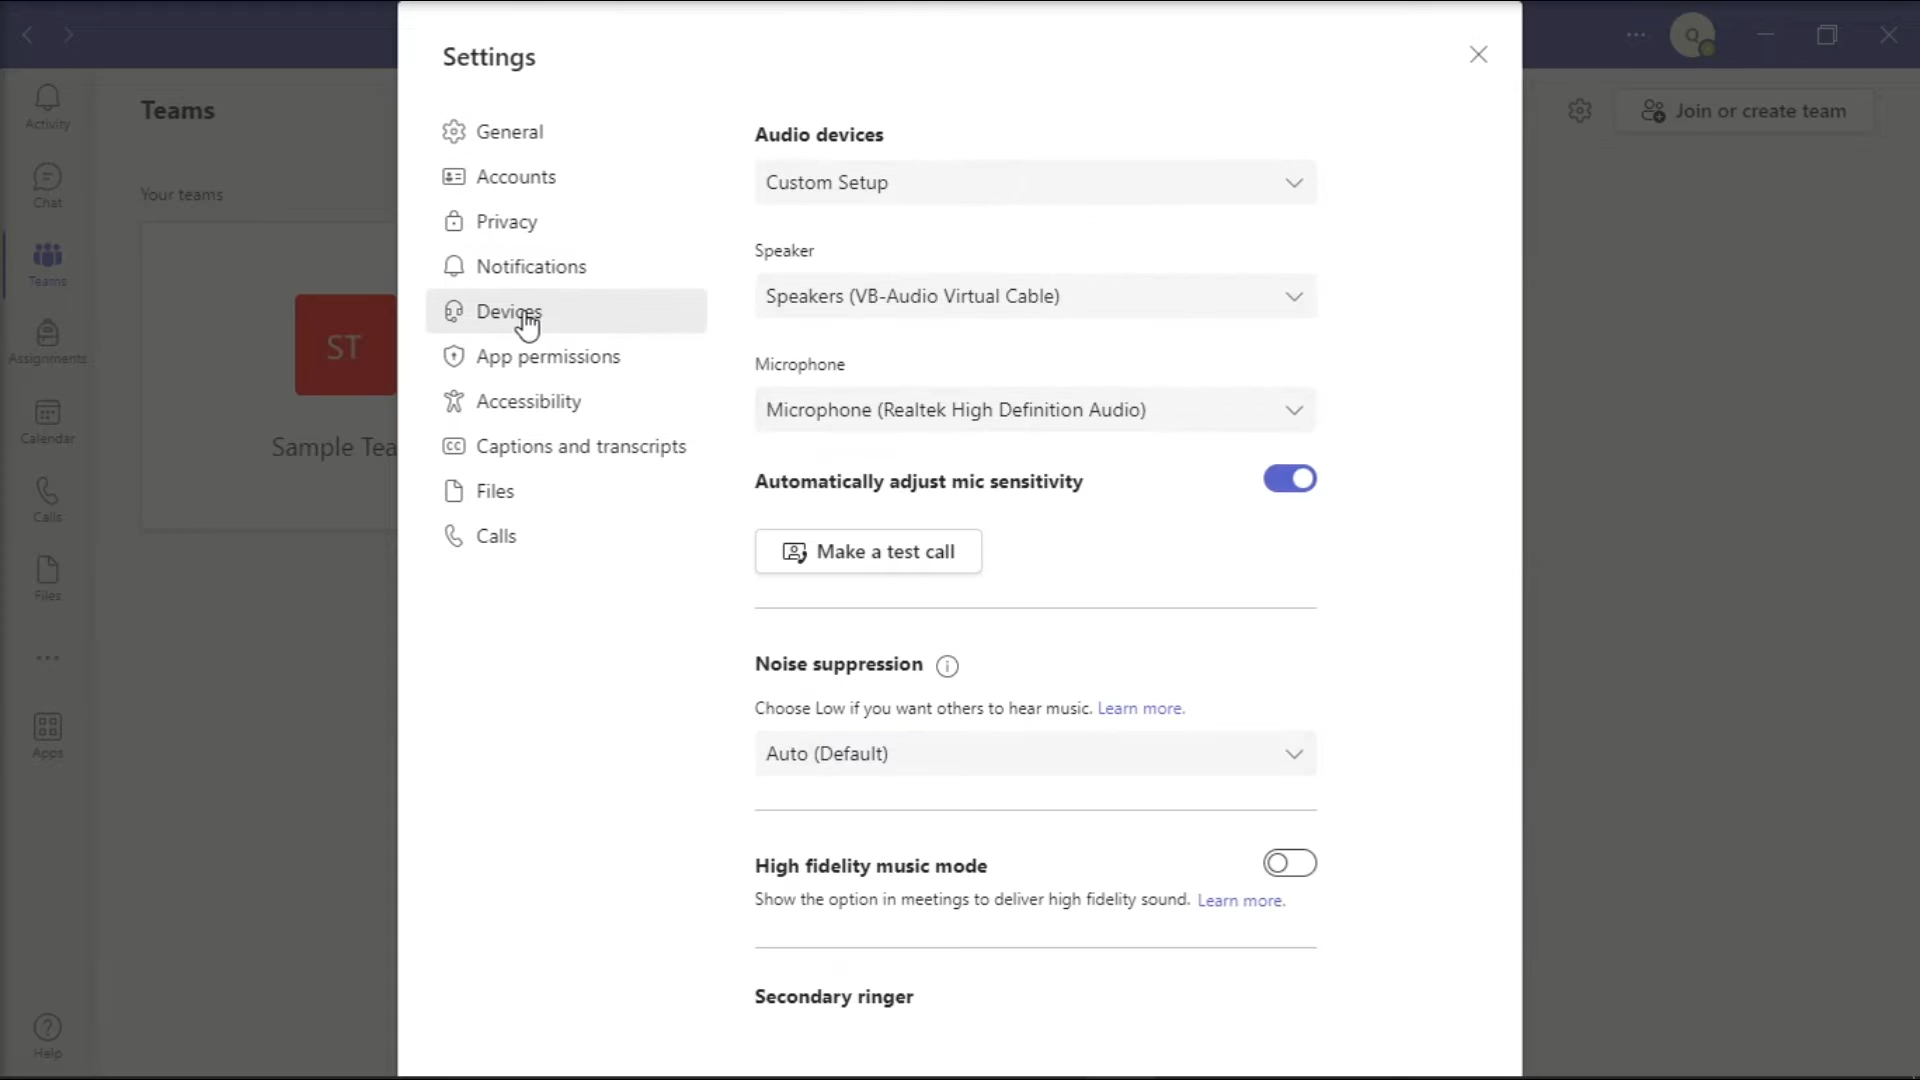 Settings
Q
Activity
Teams
General
Audio devices
Join or create team
Accounts
Custom Setup
Chat
Your teams
Privacy
Speaker
Teams
Notifications
Speakers (VB-Audio Virtual Cable)
Devices
ST
Assignments
App permissions
Microphone
Accessibility
Microphone (Realtek High Definition Audio)
Calendar
Sample Tea
CC Captions and transcripts
Files
Automatically adjust mic sensitivity
Calls
Calls
Make a test call
Files
Noise suppression
Choose Low if you want others to hear music. Learn more.
Apps
Auto (Default)
High fidelity music mode
Show the option in meetings to deliver high fidelity sound. Learn more.
Secondary ringer
Help